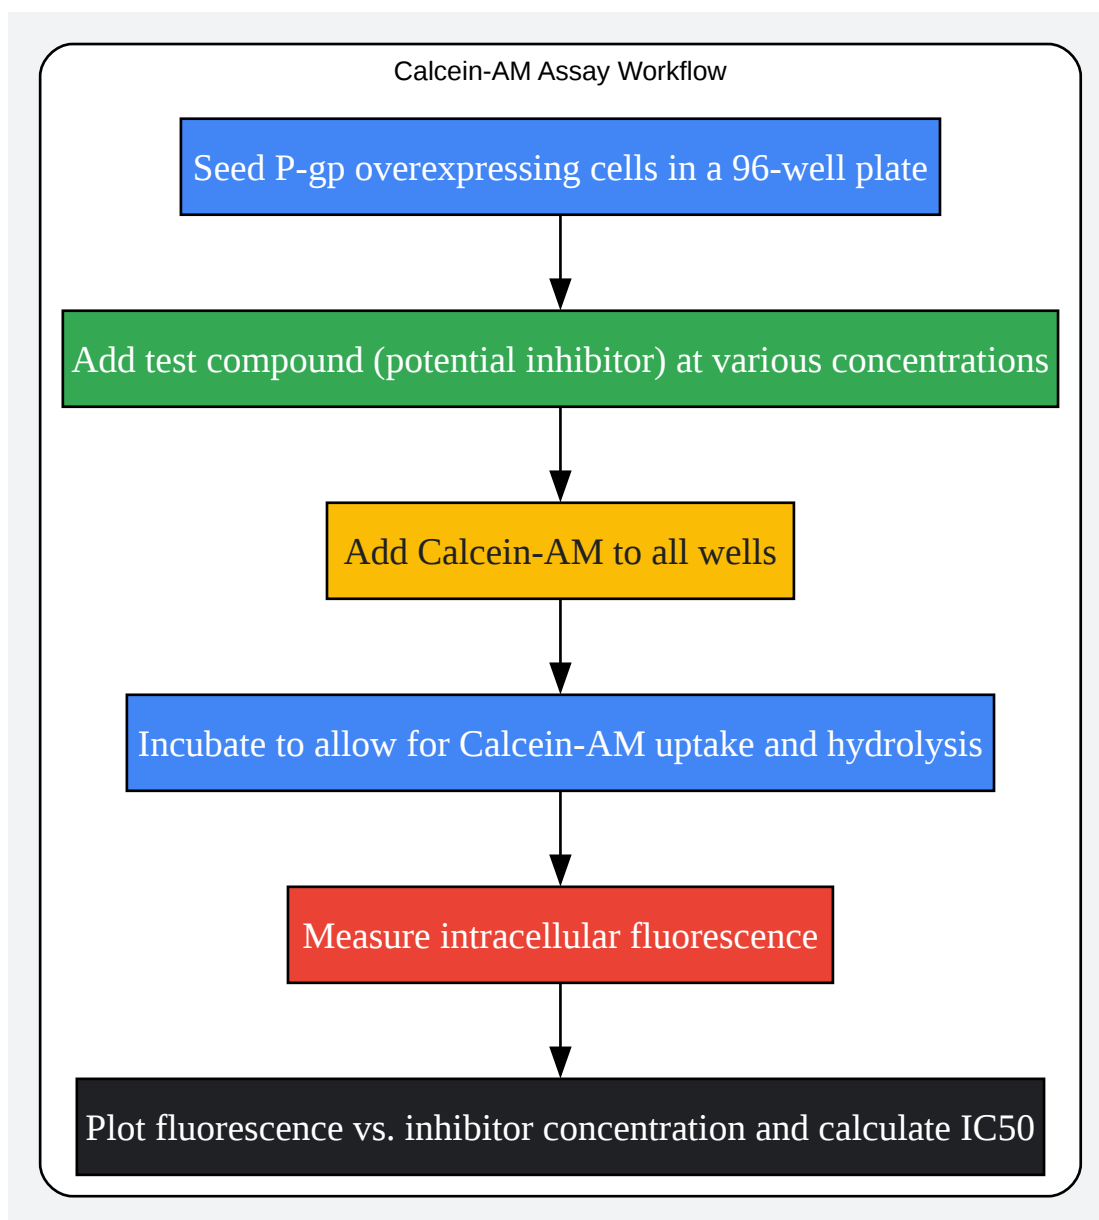 Calcein-AM Assay Workflow
Seed P-gp overexpressing cells in a 96-well plate
Add test compound (potential inhibitor) at various concentrations
Add Calcein-AM to all wells
Incubate to allow for Calcein-AM uptake and hydrolysis
Measure intracellular fluorescence
Plot fluorescence vs. inhibitor concentration and calculate IC50